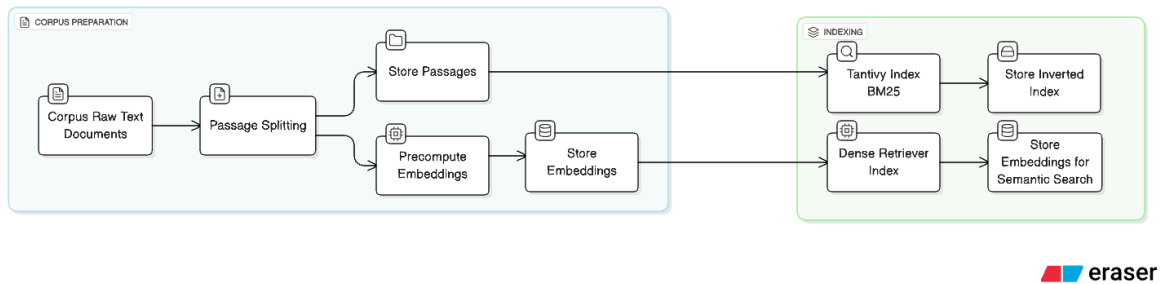 CORPUS PREPARATION
Corpus Raw Text
Documents
Passage Splitting
Store Passages
Precompute
Embeddings
Store
Embeddings
INDEXING
Tantivy Index
BM25
Store Inverted
Index
Dense Retriever
Index
Store
Embeddings for
Semantic Search
eraser